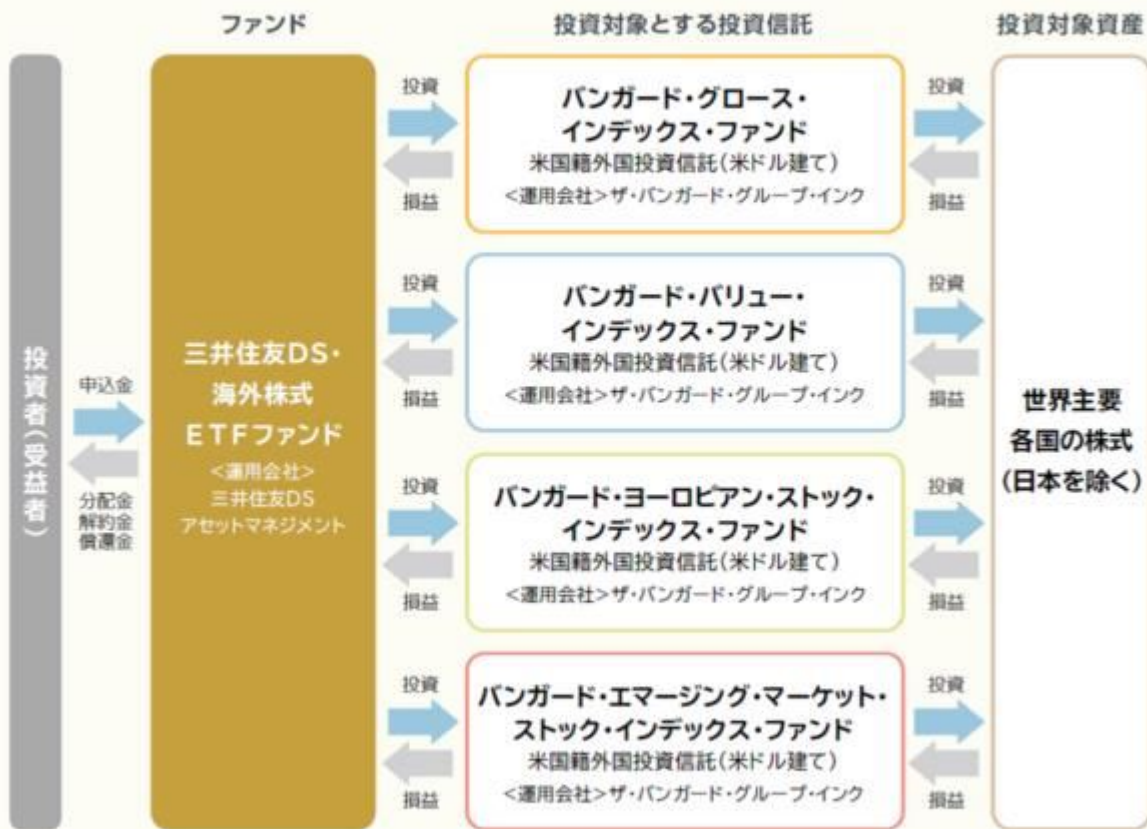 ファンド
投資対象とする投資信託
投資対象資産
投資者(受益者)
申込金
分配金
解約金
償還金
三井住友DS・
海外株式
ETFファンド
<運用会社>
三井住友DS
アセットマネジメント
投資
損益
バンガード・グロース・
インデックス・ファンド
米国籍外国投資信託(米ドル建て)
<運用会社>ザ・バンガード・グループ・インク
投資
損益
投資
損益
バンガード・バリュー・
インデックス・ファンド
米国籍外国投資信託(米ドル建て)
<運用会社>ザ・バンガード・グループ・インク
投資
損益
投資
損益
バンガード・ヨーロピアン・ストック・
インデックス・ファンド
米国籍外国投資信託(米ドル建て)
<運用会社>ザ・バンガード・グループ・インク
投資
損益
投資
損益
バンガード・エマージング・マーケット・
ストック・インデックス・ファンド
米国籍外国投資信託(米ドル建て)
<運用会社>ザ・バンガード・グループ・インク
投資
損益
世界主要
各国の株式
(日本を除く)